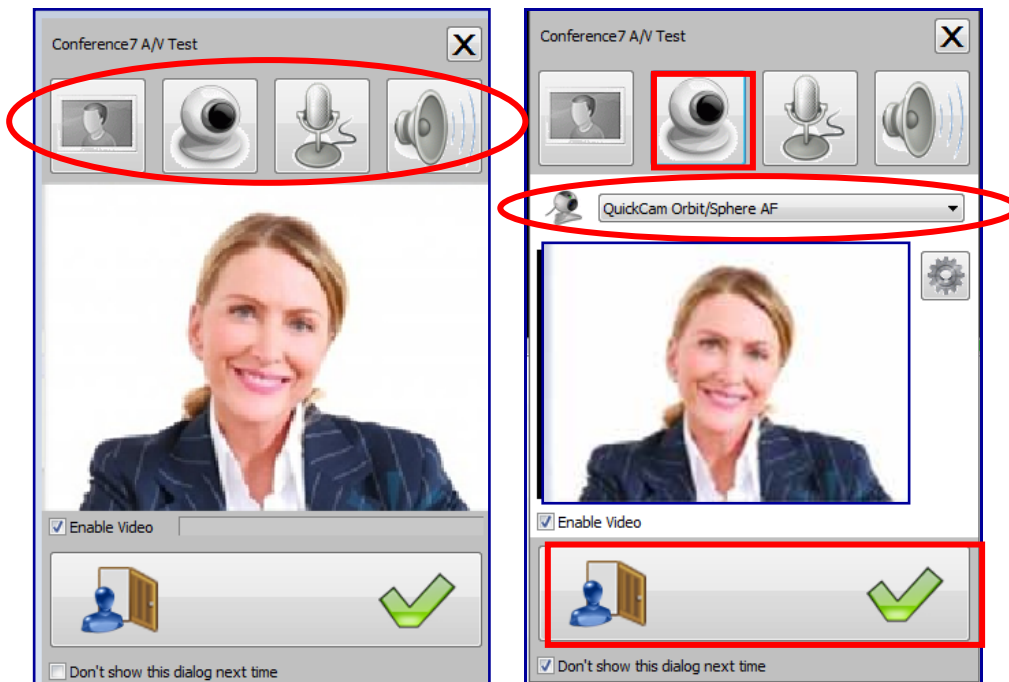 Conference7 A/V Test
X
Enable Video
Don't show this dialog next time
Conference7 A/V Test
X
QuickCam Orbit/Sphere AF
Enable Video
Don't show this dialog next time